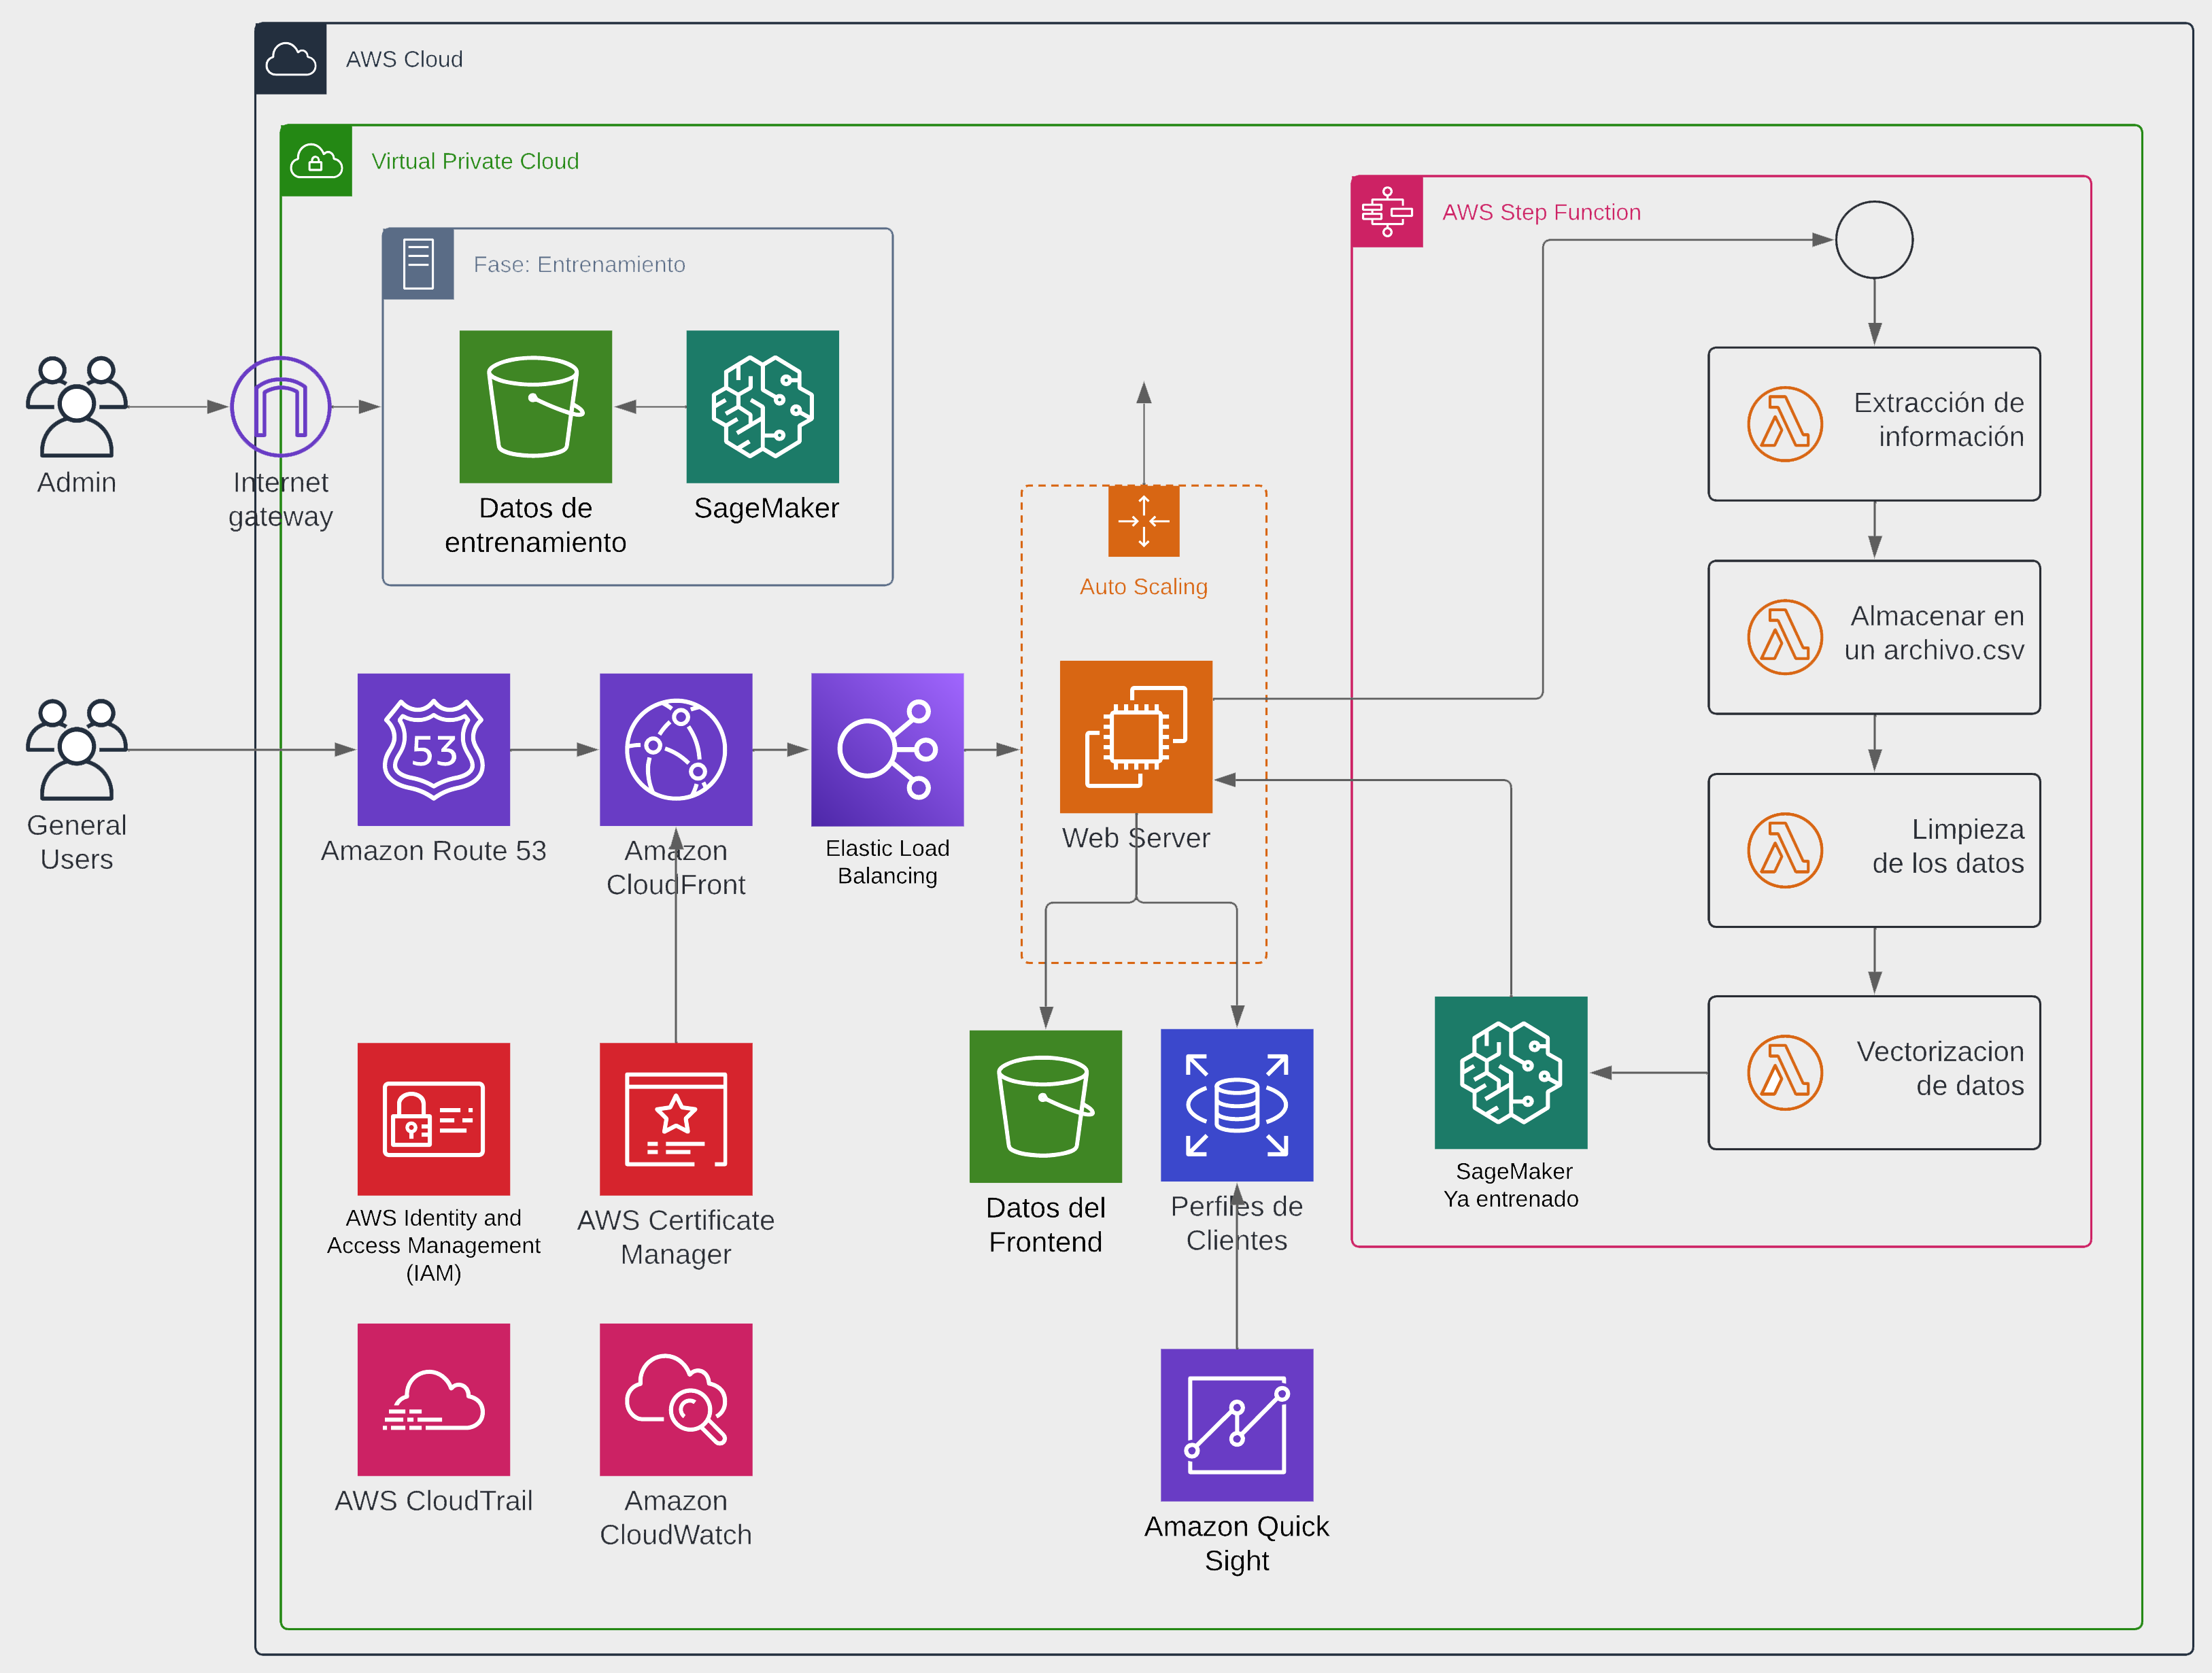 AWS Cloud
Virtual Private Cloud
AWS Step Function
Fase: Entrenamiento
Admin
Internet
gateway
Datos de
entrenamiento
SageMaker
Extracción de
información
Auto Scaling
Almacenar en
un archivo.csv
General
Users
53
Amazon Route 53
Amazon
CloudFront
Elastic Load
Balancing
Web Server
Limpieza
de los datos
Vectorizacion
de datos
AWS Identity and
Access Management
(IAM)
AWS Certificate
Manager
Datos del
Frontend
Perfiles de
Clientes
SageMaker
Ya entrenado
AWS CloudTrail
Amazon
CloudWatch
Amazon Quick
Sight